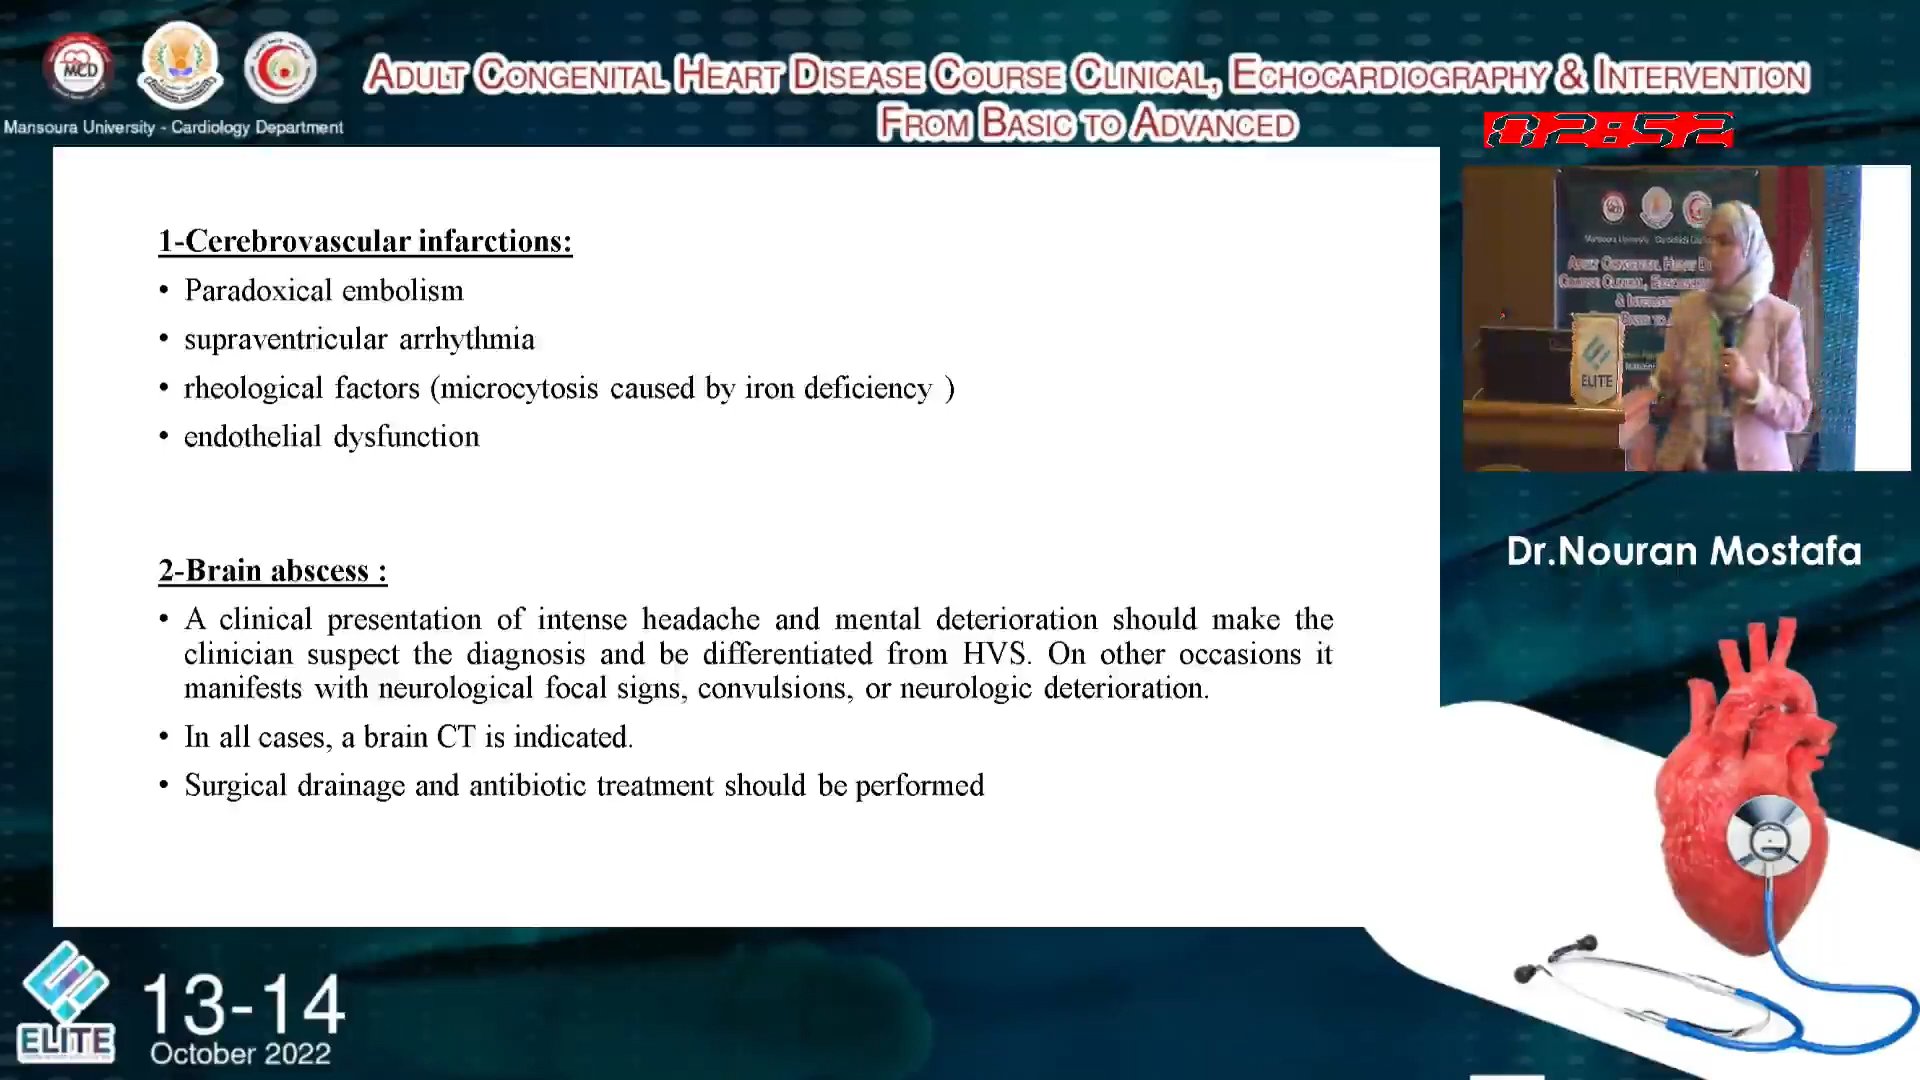 MCD
Mansoura University - Cardiology Department
ADULT CONGENITAL HEART DISEASE COURSE CLINICAL, ECHOCARDIOGRAPHY & INTERVENTION
FROM BASIC TO ADVANCED
02:52
1-Cerebrovascular infarctions:
• Paradoxical embolism
• supraventricular arrhythmia
• rheological factors (microcytosis caused by iron deficiency )
• endothelial dysfunction
2-Brain abscess :
• A clinical presentation of intense headache and mental deterioration should make the
clinician suspect the diagnosis and be differentiated from HVS. On other occasions it
manifests with neurological focal signs, convulsions, or neurologic deterioration.
• In all cases, a brain CT is indicated.
• Surgical drainage and antibiotic treatment should be performed
ELITE
Dr.Nouran Mostafa
ELITE
13-14
October 2022